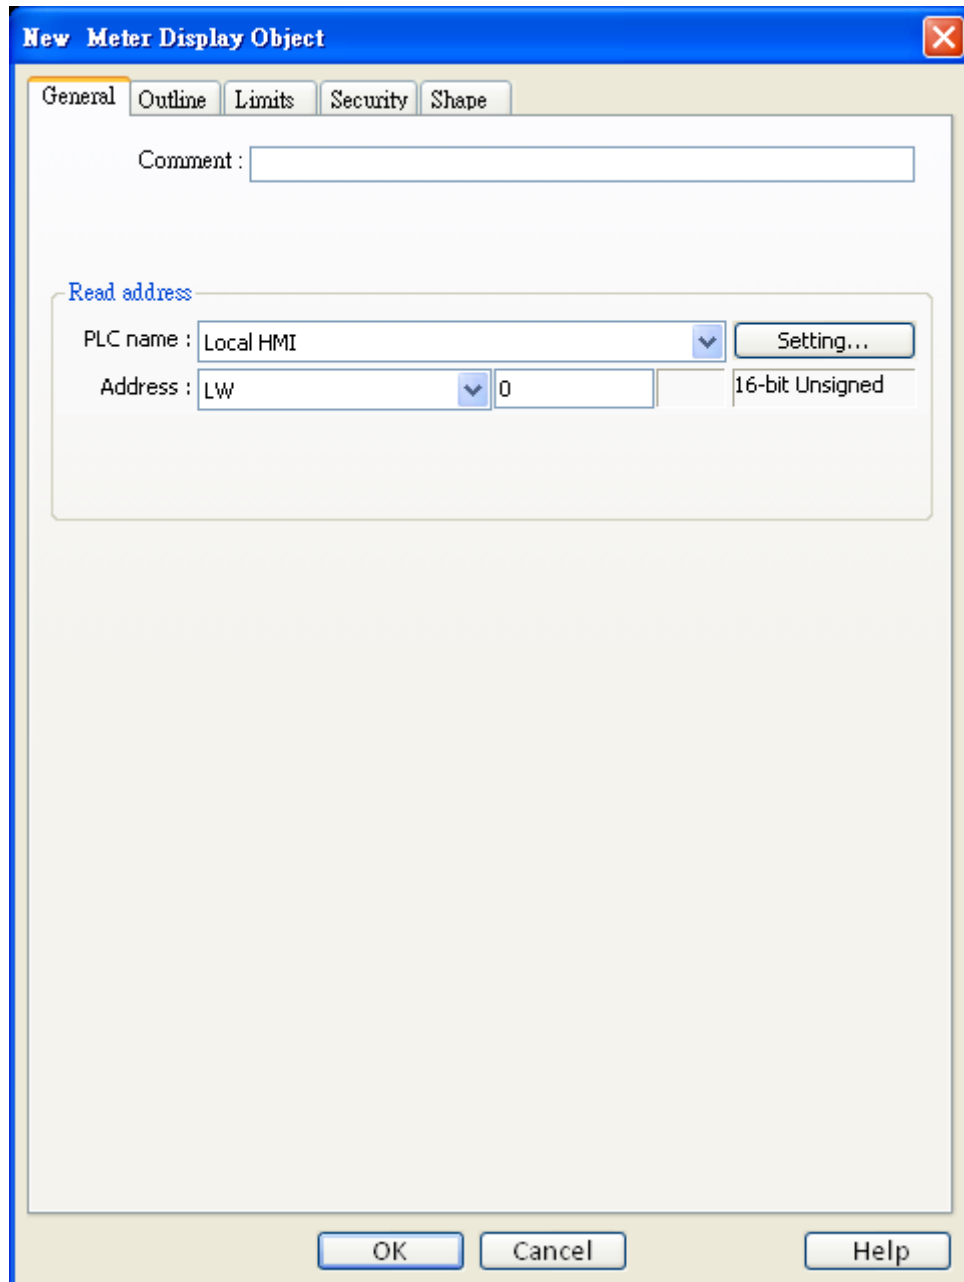 New Meter Display Object
General Outline Limits Security Shape
Comment :
Read address
PLC name : Local HMI Setting...
Address : LW 0 16-bit Unsigned
OK Cancel Help